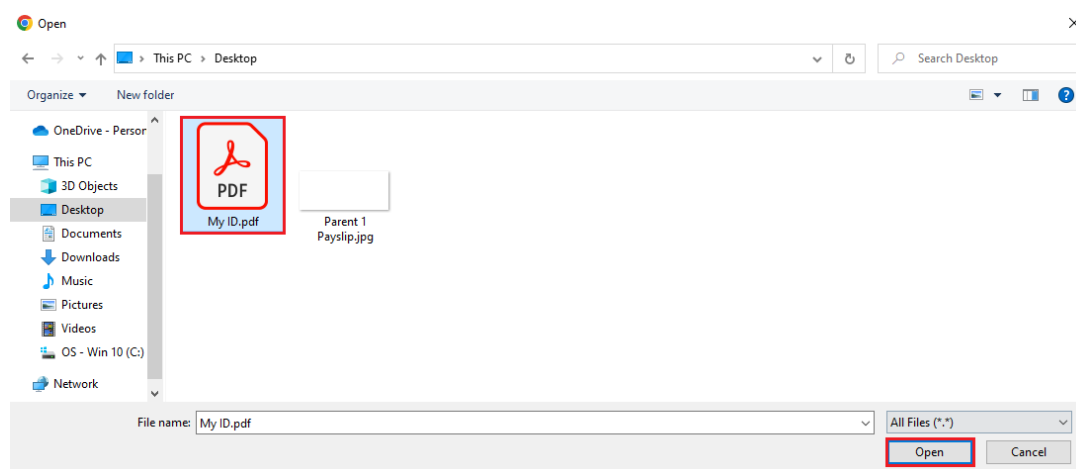 Open
This PC > Desktop
Search Desktop
Organize
New folder
OneDrive - Person
This PC
3D Objects
Desktop
Documents
Downloads
Music
Pictures
Videos
OS - Win 10 (C:)
Network
PDF
My ID.pdf
Parent 1
Payslip.jpg
File name: My ID.pdf
All Files (*.*)
Open
Cancel